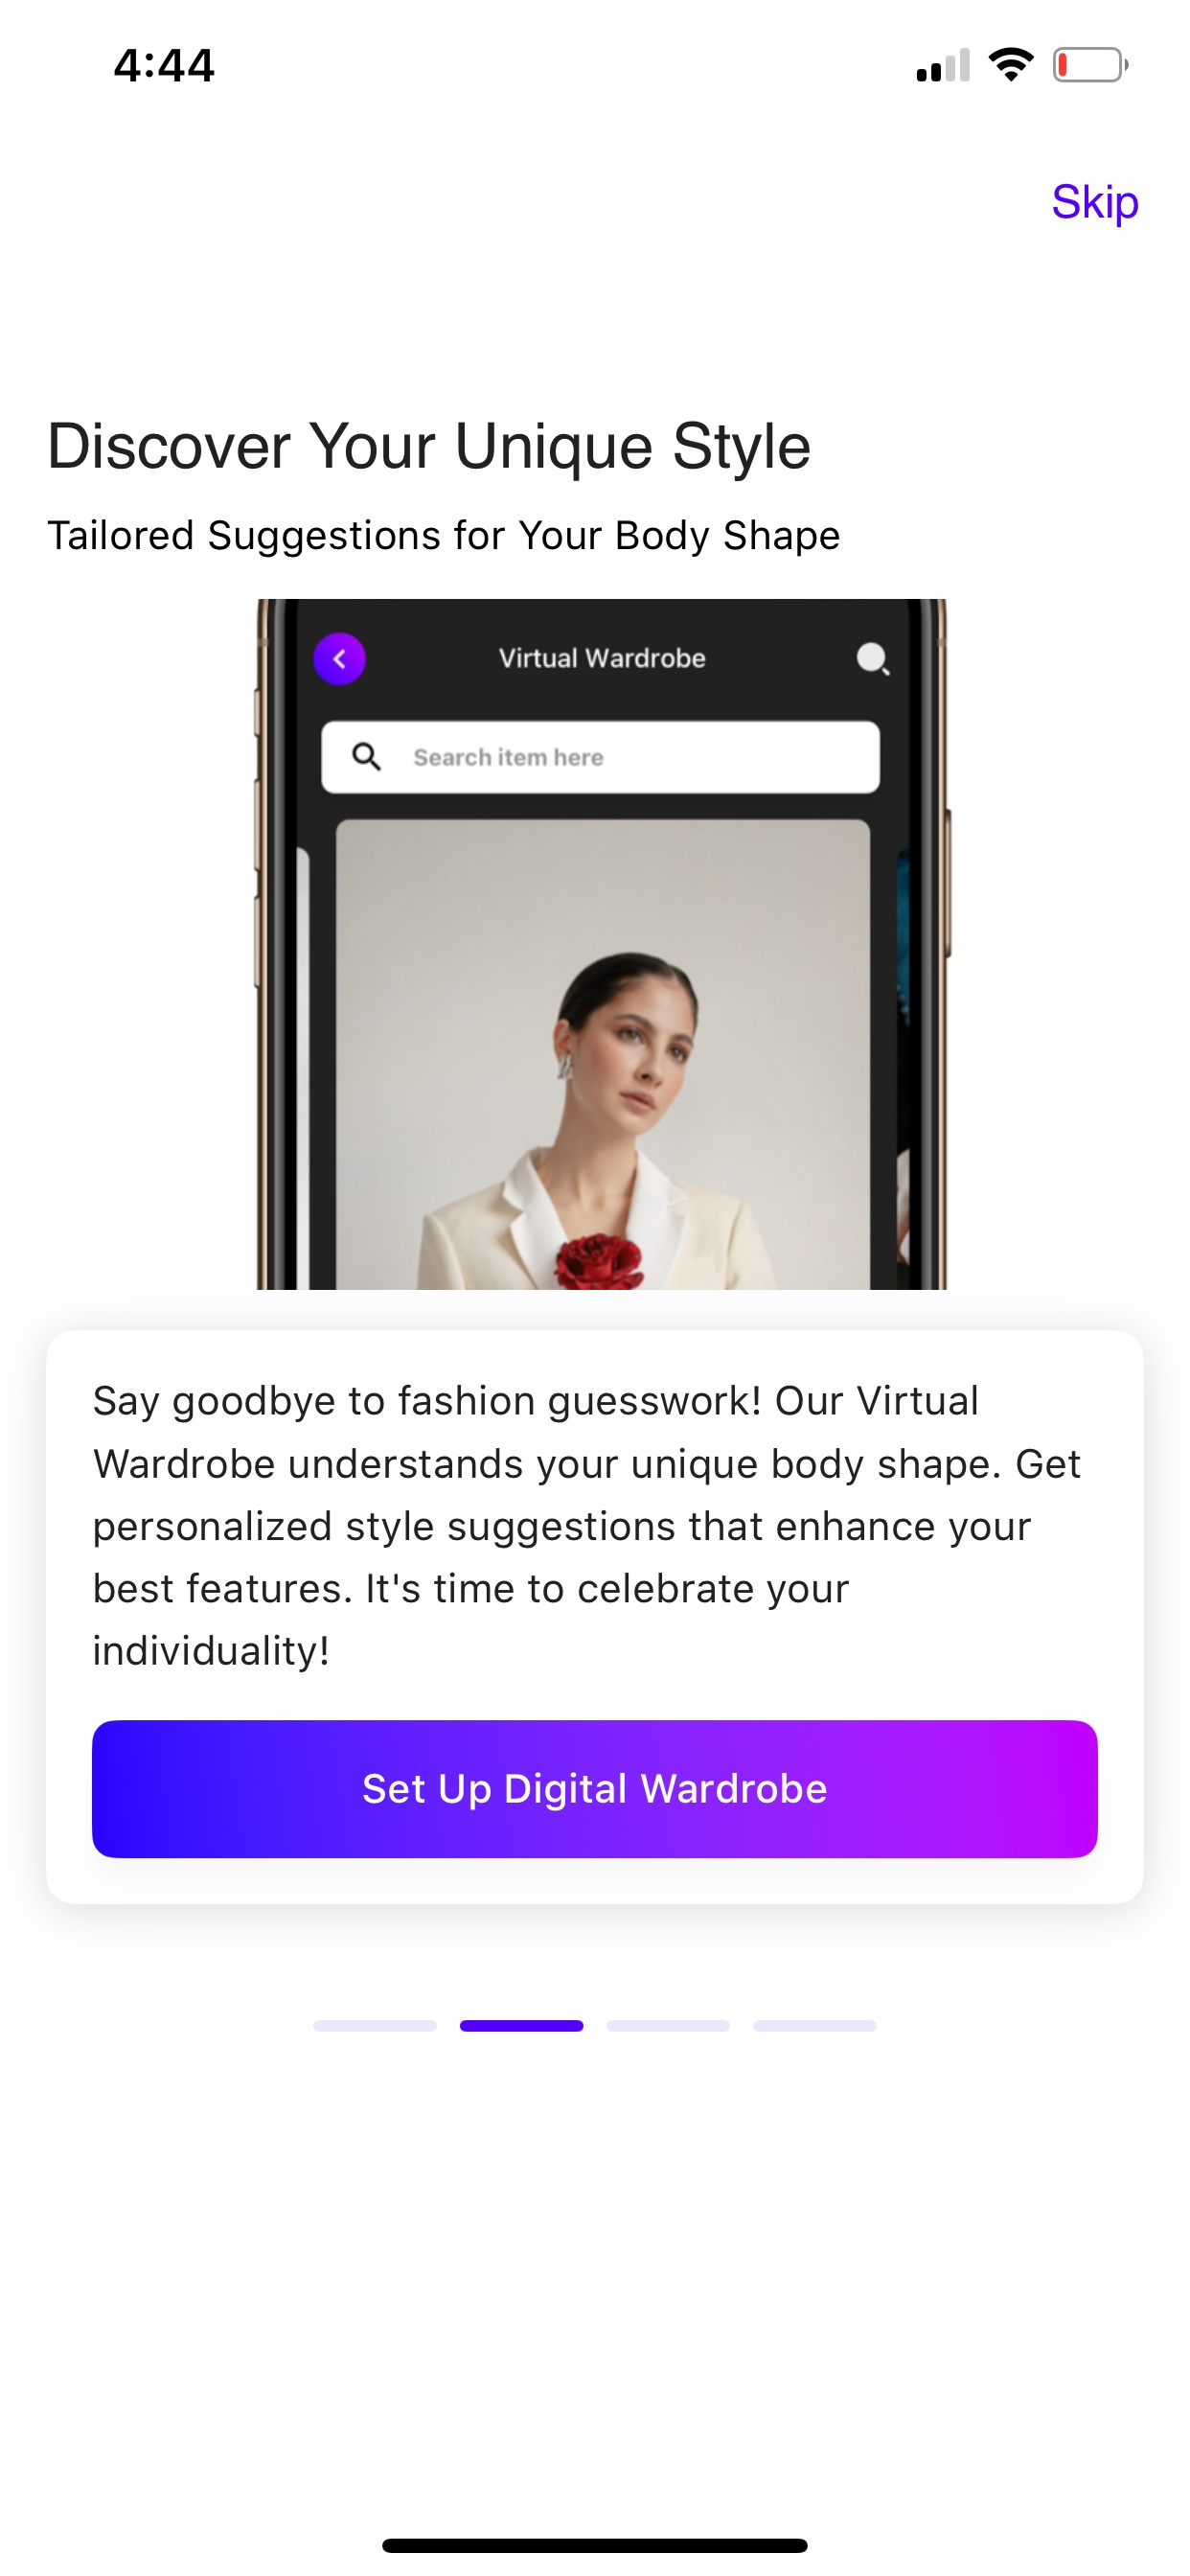 4:44
Skip
Discover Your Unique Style
Tailored Suggestions for Your Body Shape
Virtual Wardrobe
Search item here
Say goodbye to fashion guesswork! Our Virtual
Wardrobe understands your unique body shape. Get
personalized style suggestions that enhance your
best features. It's time to celebrate your
individuality!
Set Up Digital Wardrobe